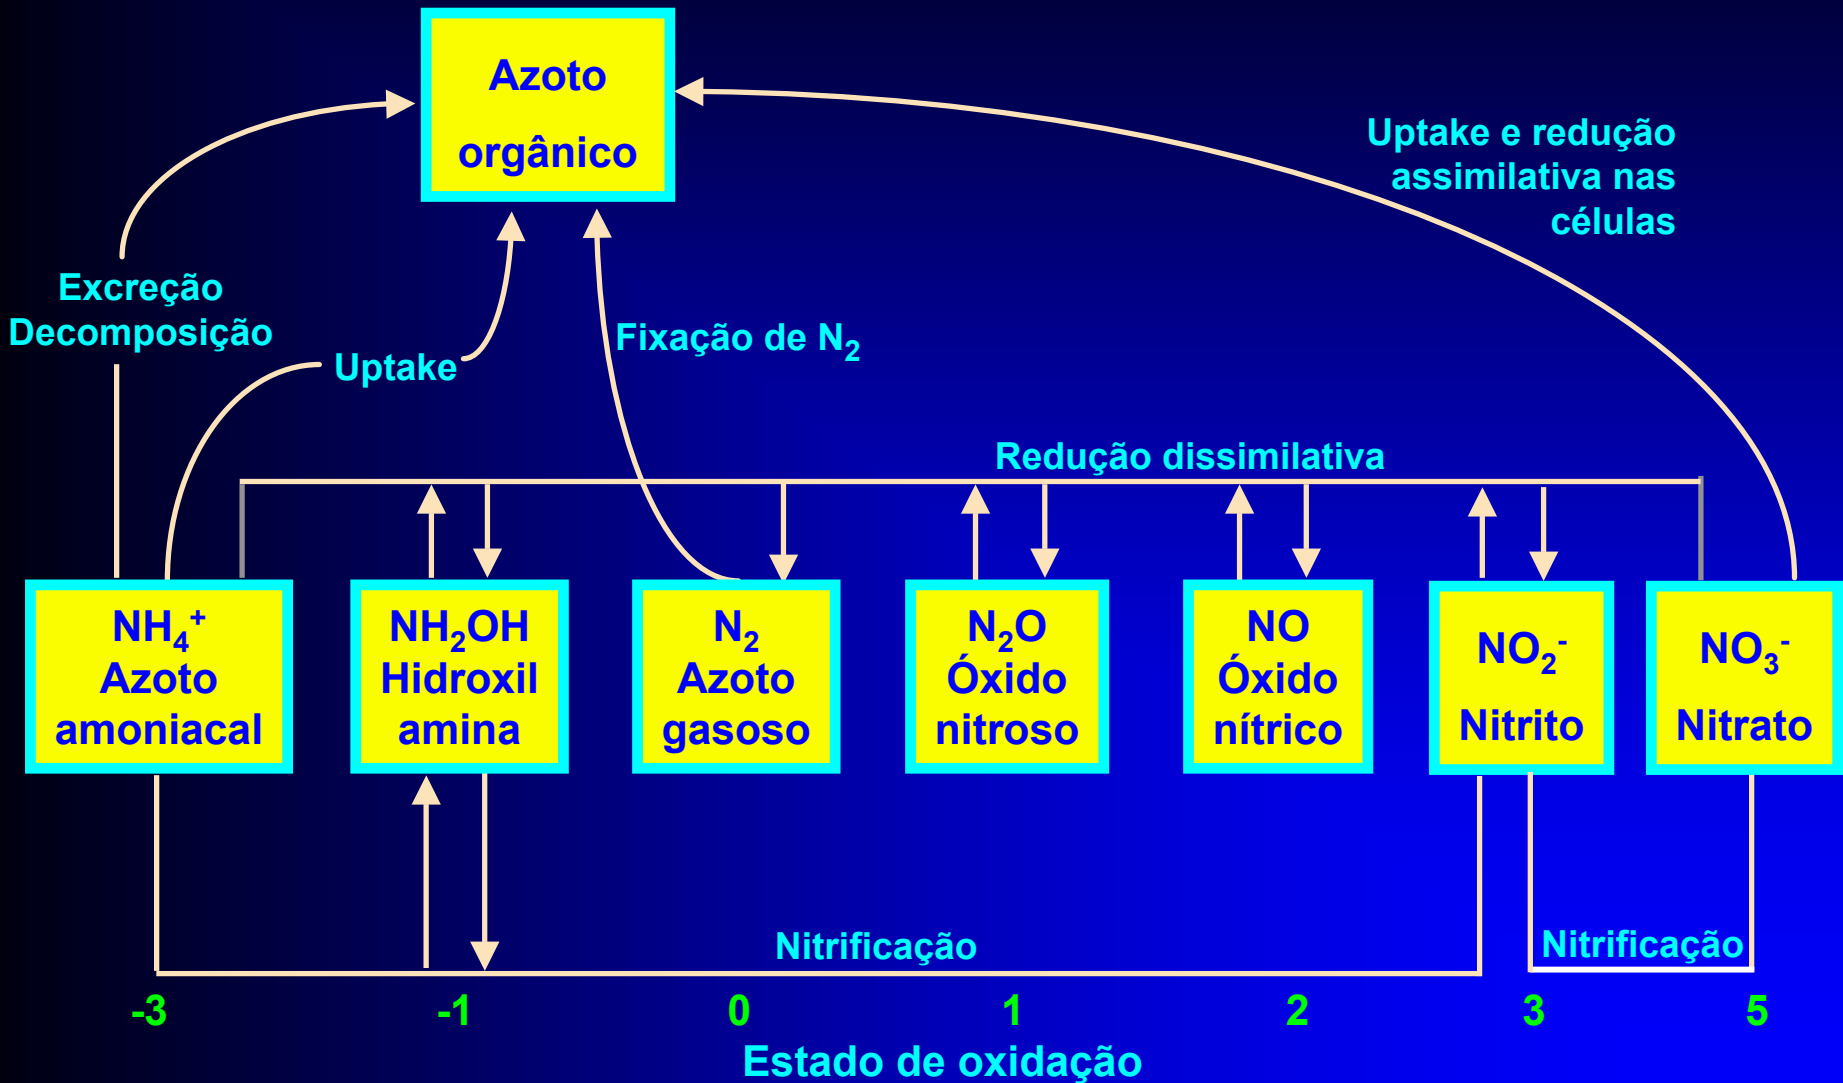 Azoto
orgânico
Uptake e redução
assimilativa nas
células
Excreção
Decomposição
Uptake
Fixação de N₂
Redução dissimilativa
NH₄⁺
Azoto
amoniacal
NH₂OH
Hidroxil
amina
N₂
Azoto
gasoso
N₂O
Óxido
nitroso
NO
Óxido
nítrico
NO₂⁻
Nitrito
NO₃⁻
Nitrato
Nitrificação
Nitrificação
-3 -1 0 1 2 3 5
Estado de oxidação